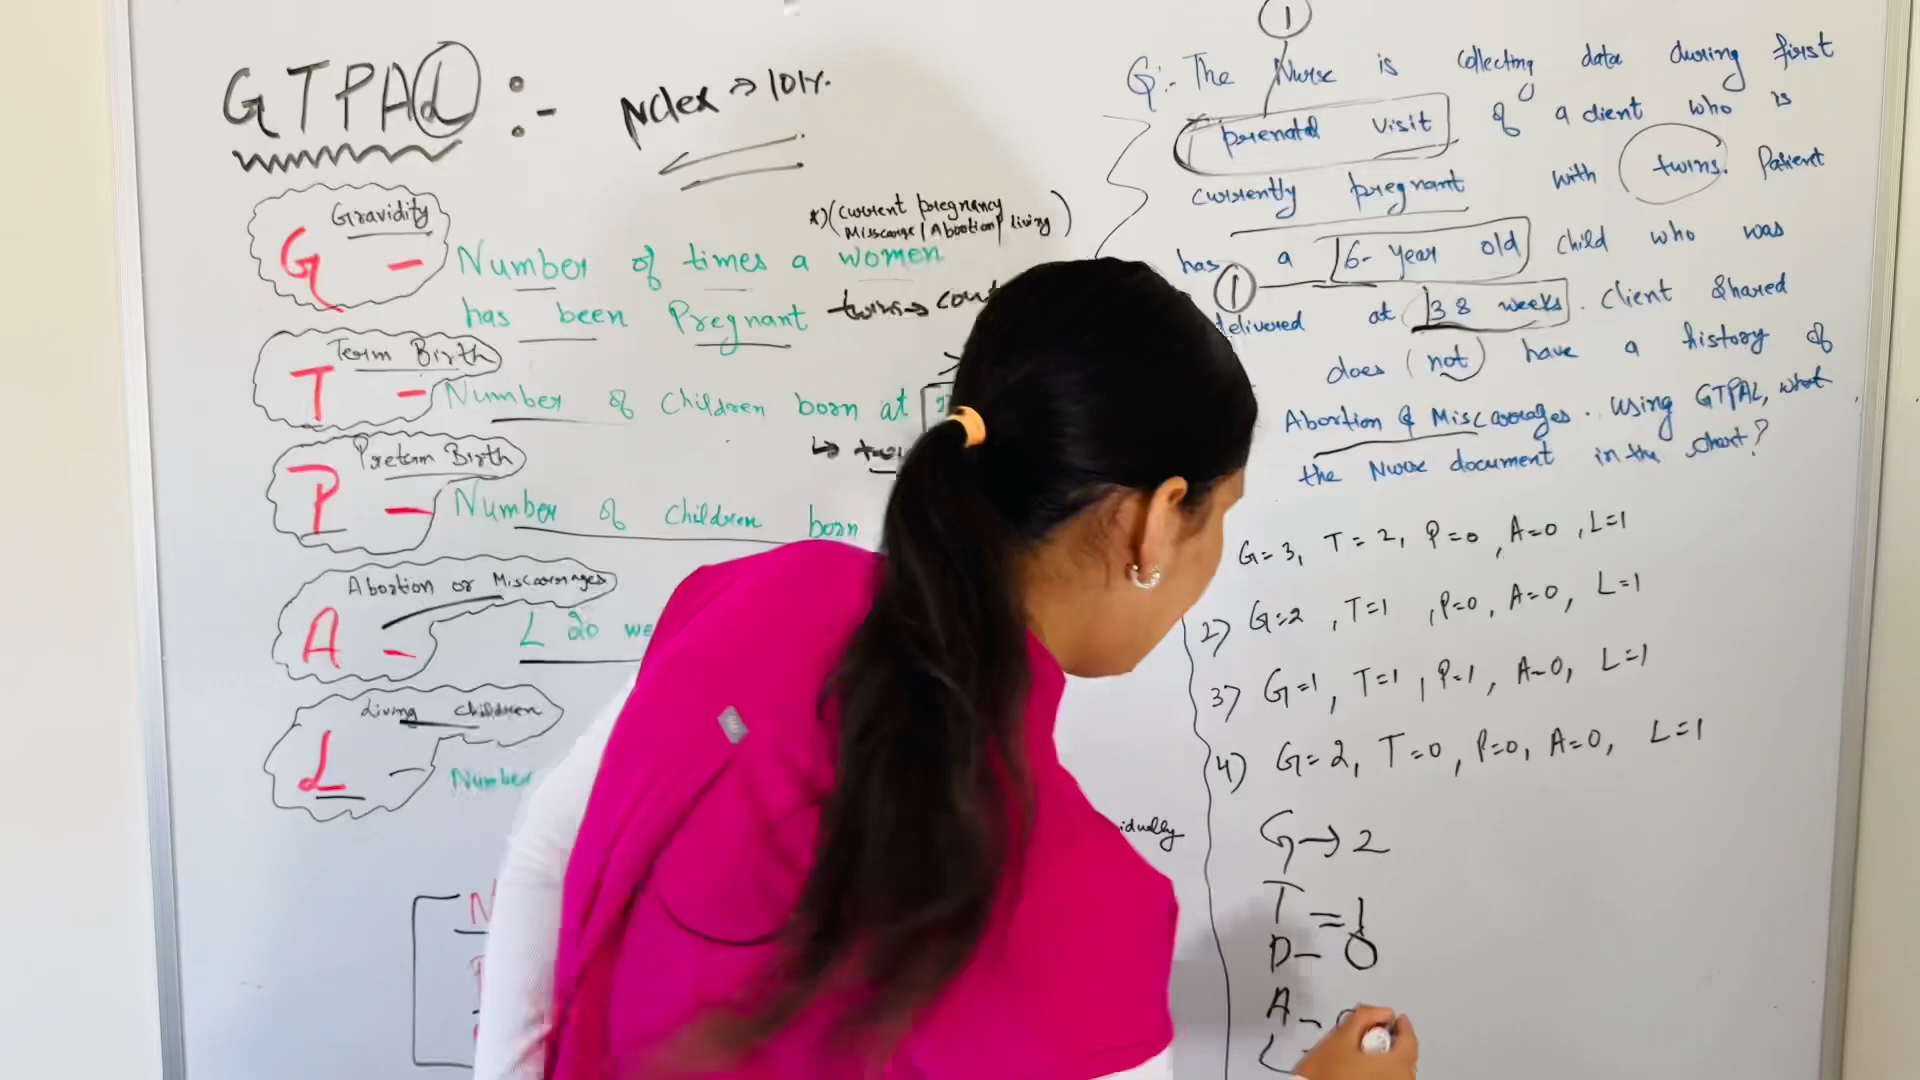 GTPAL :-
Nclex → 101%.
Gravidity
*) (Current pregnancy
Misscarage / Abootion / living)
G - Number of times a women
has been Pregnant twins → count
Term Birth
T - Number of children born at
Preterm Birth
P - Number of children born
Abortion or Miscarriages
A - L 20 we
Living children
L - Number
idually
1
Q:- The Nurse is collecting data during first
prenatal visit of a client who is
currently pregnant with twins. Patient
has a 6-year old child who was
1
delivered at 38 weeks. Client shared
does (not) have a history of
Abortion & Miscarrages. Using GTPAL, what
the Nurse document in the chart?
G=3, T=2, P=0, A=0, L=1
2) G=2, T=1, P=0, A=0, L=1
3) G=1, T=1, P=1, A=0, L=1
4) G=2, T=0, P=0, A=0, L=1
G → 2
T = 1
P - 0
A -
L